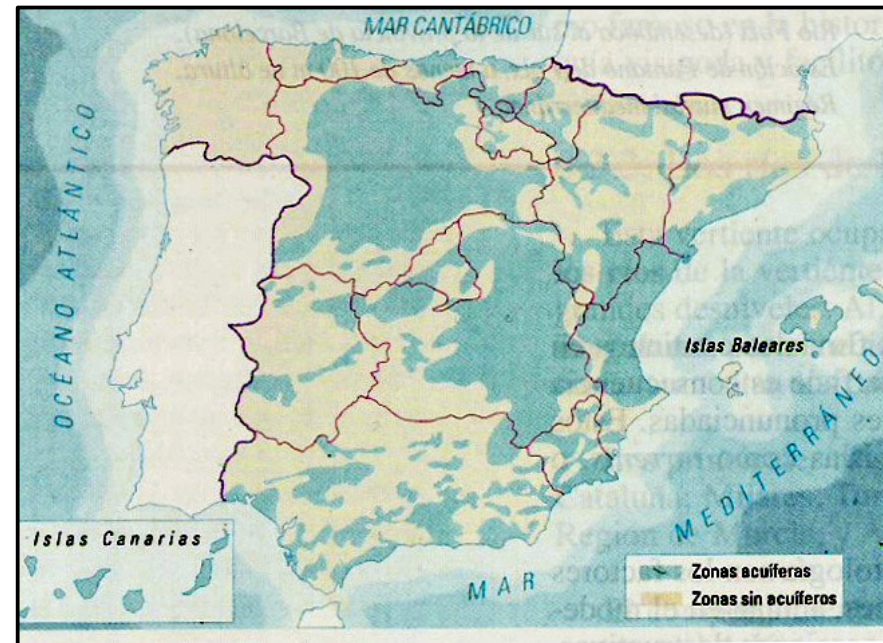 MAR CANTÁBRICO
OCÉANO ATLÁNTICO
Islas Baleares
MAR MEDITERRÁNEO
Islas Canarias
Zonas acuíferas
Zonas sin acuíferos